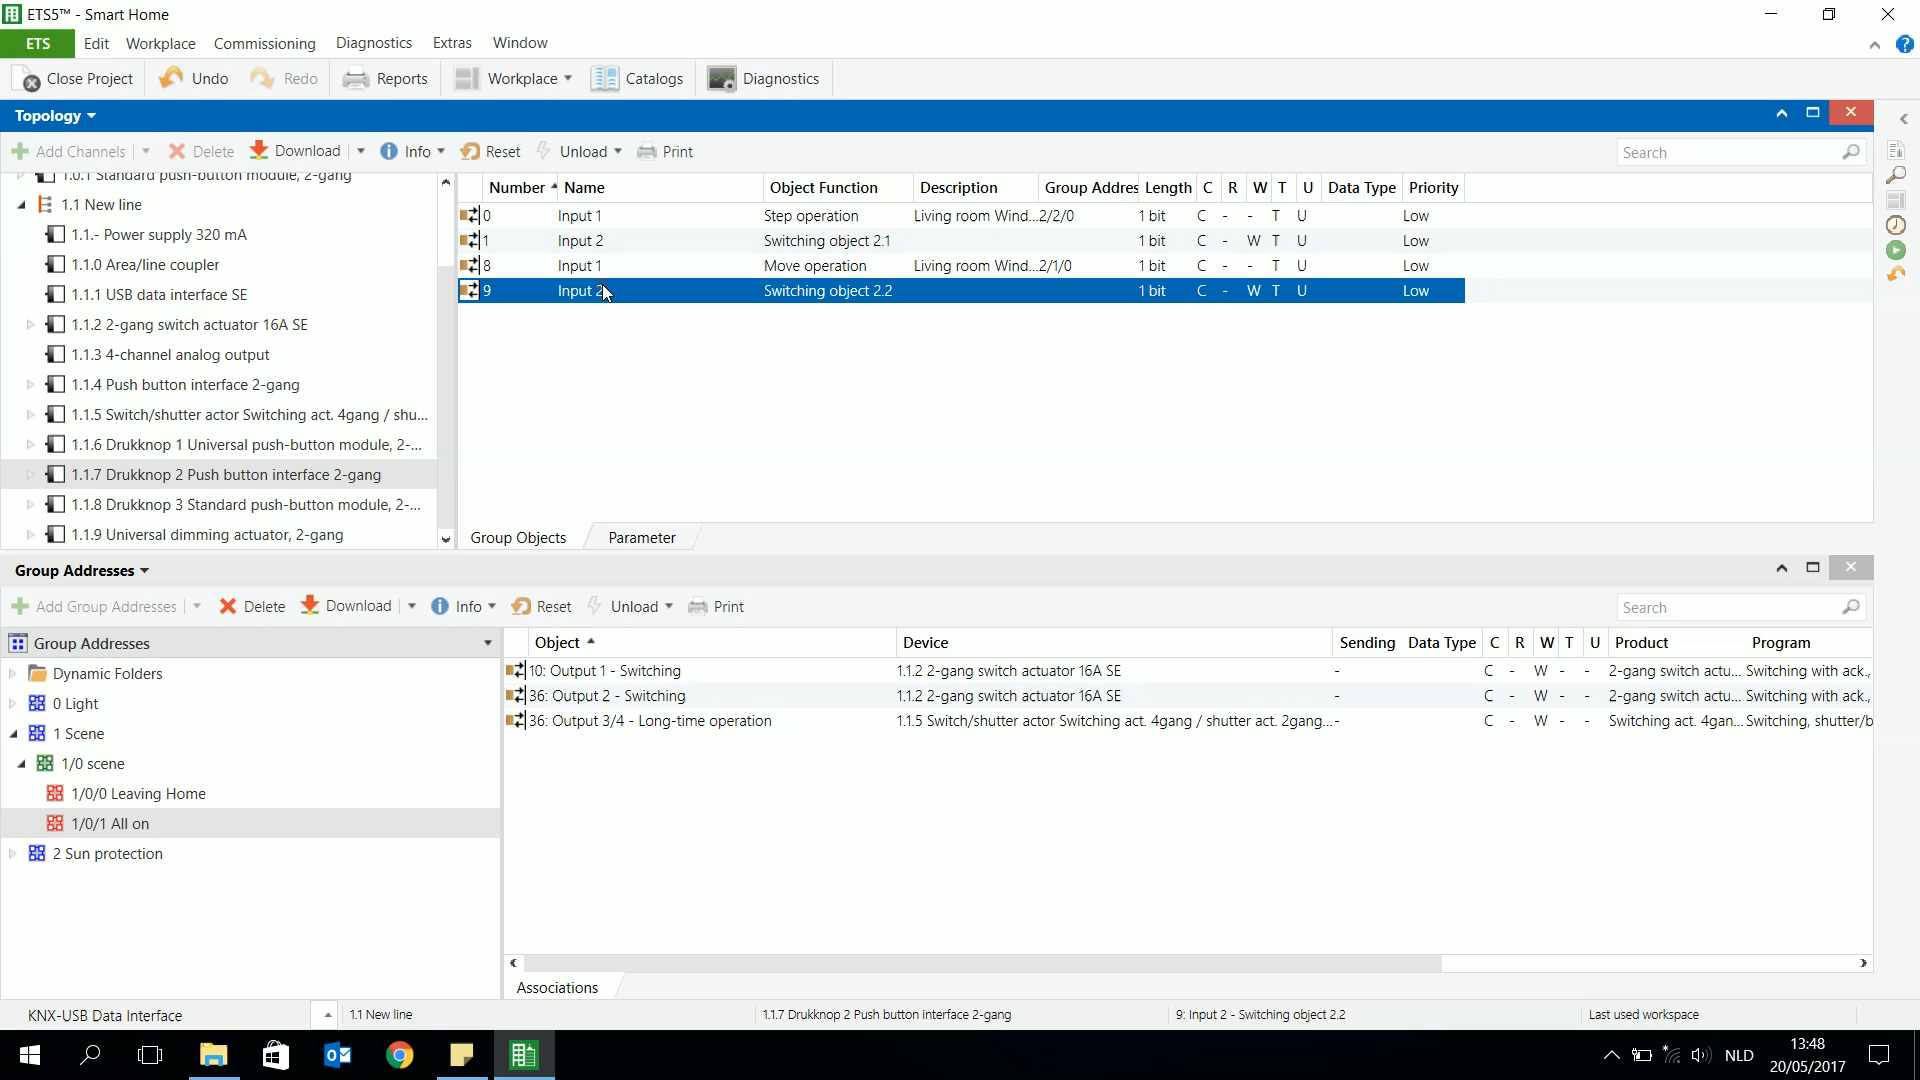 ETS5™ - Smart Home
ETS Edit Workplace Commissioning Diagnostics Extras Window
Close Project Undo Redo Reports Workplace Catalogs Diagnostics
Topology
Add Channels Delete Download Info Reset Unload Print Search
1.0.1 Standard push-button module, 2-gang
1.1 New line
1.1.- Power supply 320 mA
1.1.0 Area/line coupler
1.1.1 USB data interface SE
1.1.2 2-gang switch actuator 16A SE
1.1.3 4-channel analog output
1.1.4 Push button interface 2-gang
1.1.5 Switch/shutter actor Switching act. 4gang / shu...
1.1.6 Drukknop 1 Universal push-button module, 2-...
1.1.7 Drukknop 2 Push button interface 2-gang
1.1.8 Drukknop 3 Standard push-button module, 2-...
1.1.9 Universal dimming actuator, 2-gang
Number Name Object Function Description Group Addres Length C R W T U Data Type Priority
0 Input 1 Step operation Living room Wind...2/2/0 1 bit C - - T U Low
1 Input 2 Switching object 2.1 1 bit C - W T U Low
8 Input 1 Move operation Living room Wind...2/1/0 1 bit C - - T U Low
9 Input 2 Switching object 2.2 1 bit C - W T U Low
Group Objects Parameter
Group Addresses
Add Group Addresses Delete Download Info Reset Unload Print Search
Group Addresses
Dynamic Folders
0 Light
1 Scene
1/0 scene
1/0/0 Leaving Home
1/0/1 All on
2 Sun protection
Object Device Sending Data Type C R W T U Product Program
10: Output 1 - Switching 1.1.2 2-gang switch actuator 16A SE - C - W - - 2-gang switch actu... Switching with ack.,
36: Output 2 - Switching 1.1.2 2-gang switch actuator 16A SE - C - W - - 2-gang switch actu... Switching with ack.,
36: Output 3/4 - Long-time operation 1.1.5 Switch/shutter actor Switching act. 4gang / shutter act. 2gang... - C - W - - Switching act. 4gan... Switching, shutter/b
Associations
KNX-USB Data Interface 1.1 New line 1.1.7 Drukknop 2 Push button interface 2-gang 9: Input 2 - Switching object 2.2 Last used workspace
NLD 13:48
20/05/2017